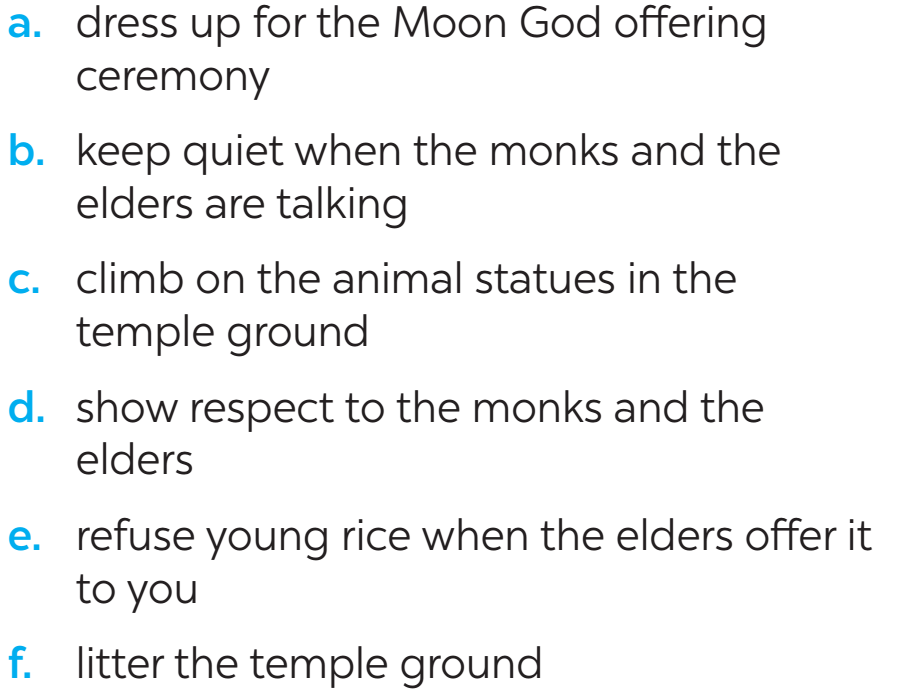 a. dress up for the Moon God offering
ceremony
b. keep quiet when the monks and the
elders are talking
c. climb on the animal statues in the
temple ground
d. show respect to the monks and the
elders
e. refuse young rice when the elders offer it
to you
f. litter the temple ground